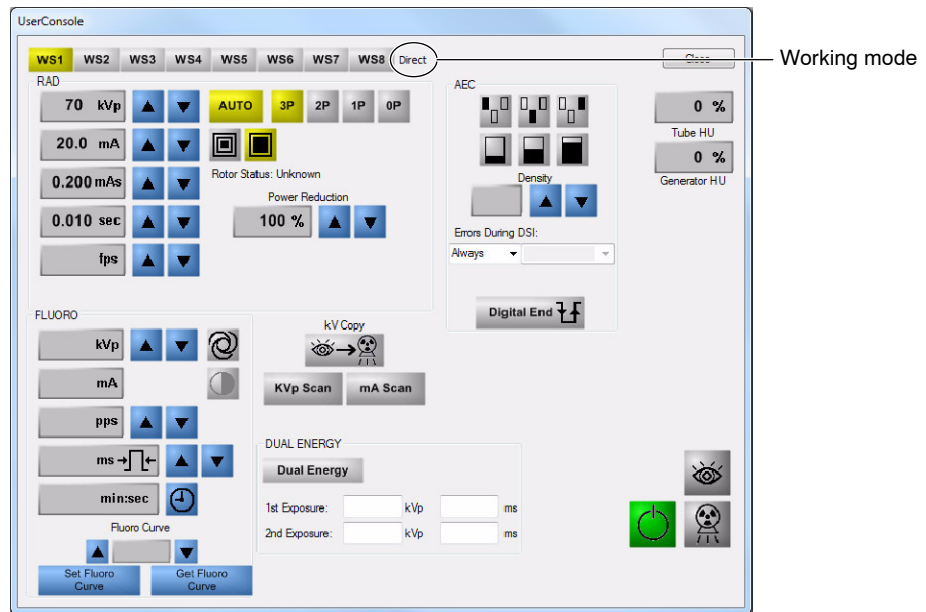 UserConsole
WS1 WS2 WS3 WS4 WS5 WS6 WS7 WS8 Direct
Close
Working mode
RAD
70 kVp
AUTO 3P 2P 1P 0P
20.0 mA
0.200 mAs
Rotor Status: Unknown
Power Reduction
0.010 sec
100 %
fps
AEC
Density
Errors During DSI:
Always
Digital End
0 %
Tube HU
0 %
Generator HU
FLUORO
kVp
mA
pps
ms
min:sec
Fluoro Curve
Set Fluoro
Curve
Get Fluoro
Curve
kV Copy
KVp Scan mA Scan
DUAL ENERGY
Dual Energy
1st Exposure: kVp ms
2nd Exposure: kVp ms